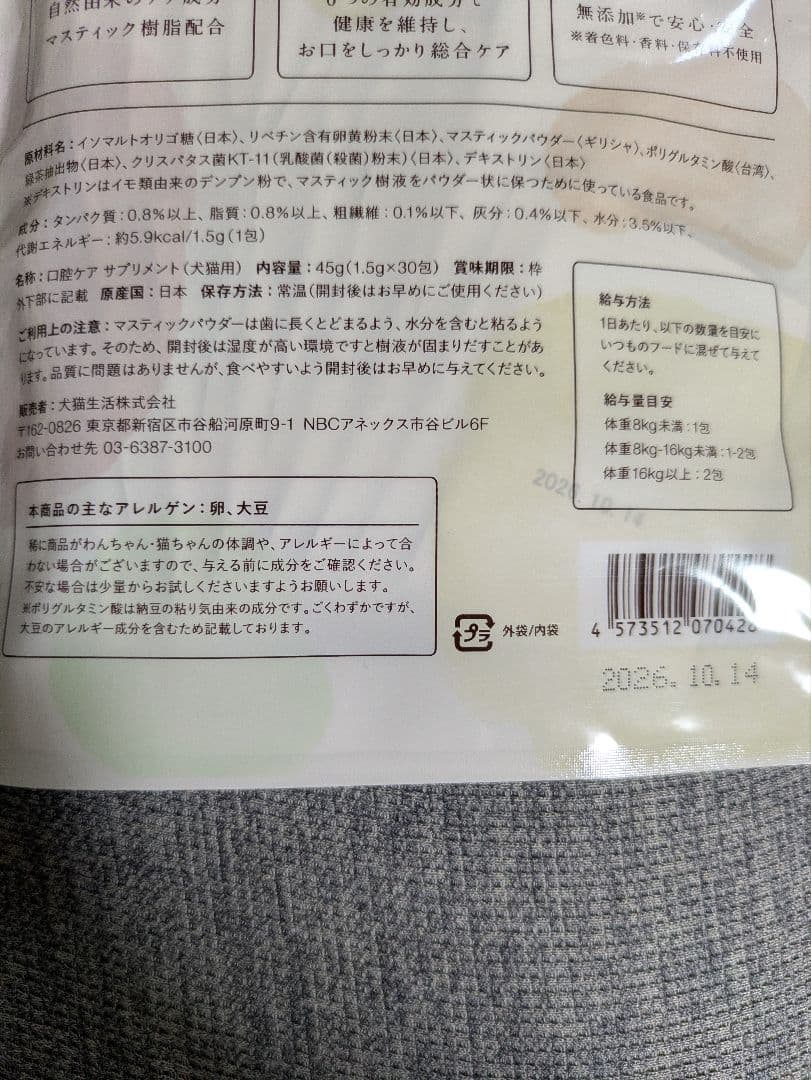 自然由来の
マスティック樹脂配合
の有効成分で
健康を維持し、
お口をしっかり総合ケア
無添加※で安心・安全
※着色料・香料・保存料不使用
原材料名：イソマルトオリゴ糖〈日本〉、リベチン含有卵黄粉末〈日本〉、マスティックパウダー〈ギリシャ〉、ポリグルタミン酸〈台湾〉、
緑茶抽出物〈日本〉、クリスパタス菌KT-11（乳酸菌（殺菌）粉末）〈日本〉、デキストリン〈日本〉
※デキストリンはイモ類由来のデンプン粉で、マスティック樹液をパウダー状に保つために使っている食品です。
成分：タンパク質：0.8%以上、脂質：0.8%以上、粗繊維：0.1%以下、灰分：0.4%以下、水分：3.5%以下、
代謝エネルギー：約5.9kcal/1.5g（1包）
名称：口腔ケア サプリメント（犬猫用） 内容量：45g（1.5g×30包） 賞味期限：枠
外下部に記載 原産国：日本 保存方法：常温（開封後はお早めにご使用ください）
ご利用上の注意：マスティックパウダーは歯に長くとどまるよう、水分を含むと粘るよう
になっています。そのため、開封後は湿度が高い環境ですと樹液が固まりだすことがあ
ります。品質に問題はありませんが、食べやすいよう開封後はお早めに与えてください。
販売者：犬猫生活株式会社
〒162-0826 東京都新宿区市谷船河原町9-1 NBCアネックス市谷ビル6F
お問い合わせ先 03-6387-3100
給与方法
1日あたり、以下の数量を目安に
いつものフードに混ぜて与えて
ください。
給与量目安
体重8kg未満：1包
体重8kg-16kg未満：1-2包
体重16kg以上：2包
2026.10.14
本商品の主なアレルゲン：卵、大豆
稀に商品がわんちゃん・猫ちゃんの体調や、アレルギーによって合
わない場合がございますので、与える前に成分をご確認ください。
不安な場合は少量からお試しくださいますようお願いします。
※ポリグルタミン酸は納豆の粘り気由来の成分です。ごくわずかですが、
大豆のアレルギー成分を含むため記載しております。
プラ 外袋/内袋
4 573512 070428
2026.10.14